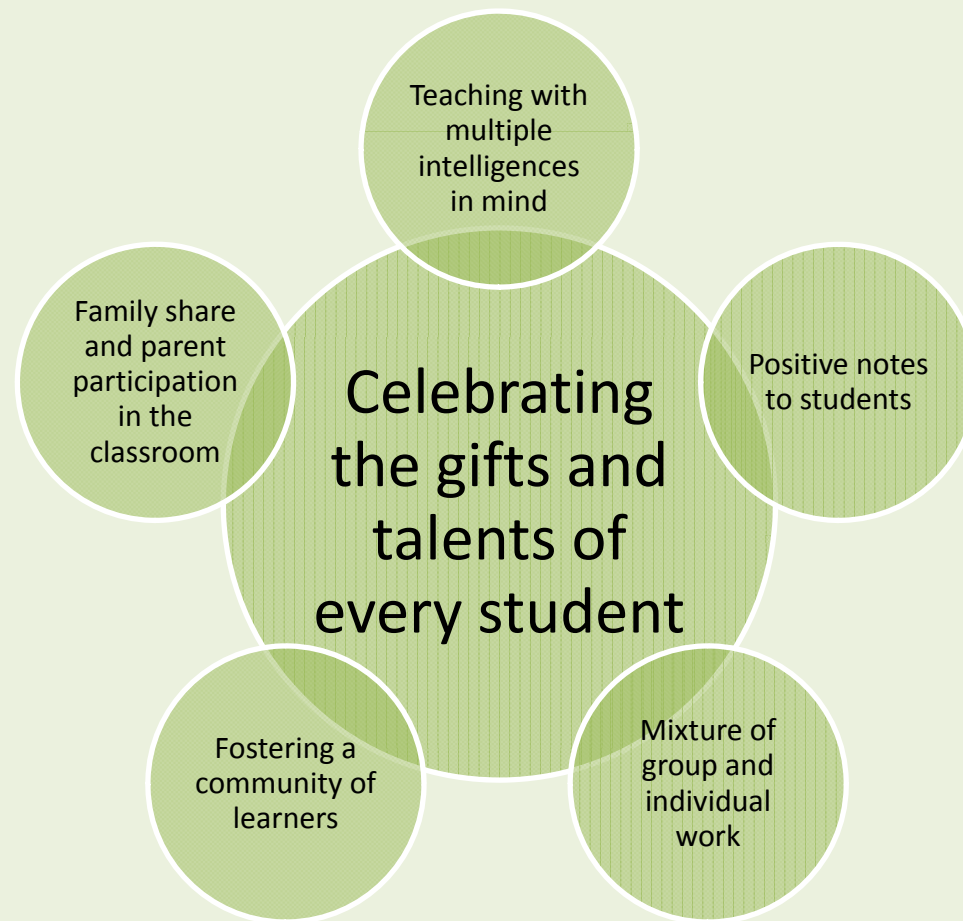 Teaching with
multiple
intelligences
in mind
Family share
and parent
participation
in the
classroom
Celebrating
the gifts and
talents of
every student
Positive notes
to students
Fostering a
community of
learners
Mixture of
group and
individual
work